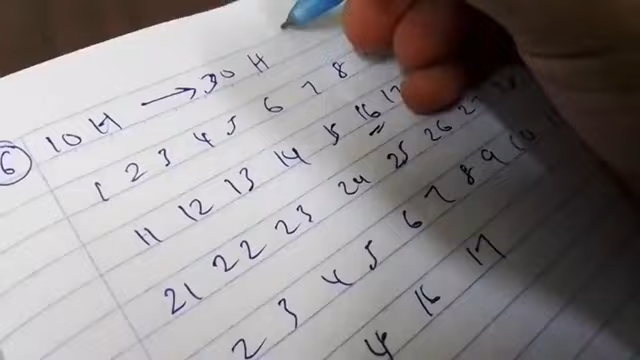 6 10 H → 30 H
1 2 3 4 5 6 7 8
11 12 13 14 15 16 17
21 22 23 24 25 26 27
2 3 4 5 6 7 8 9 10
16 17